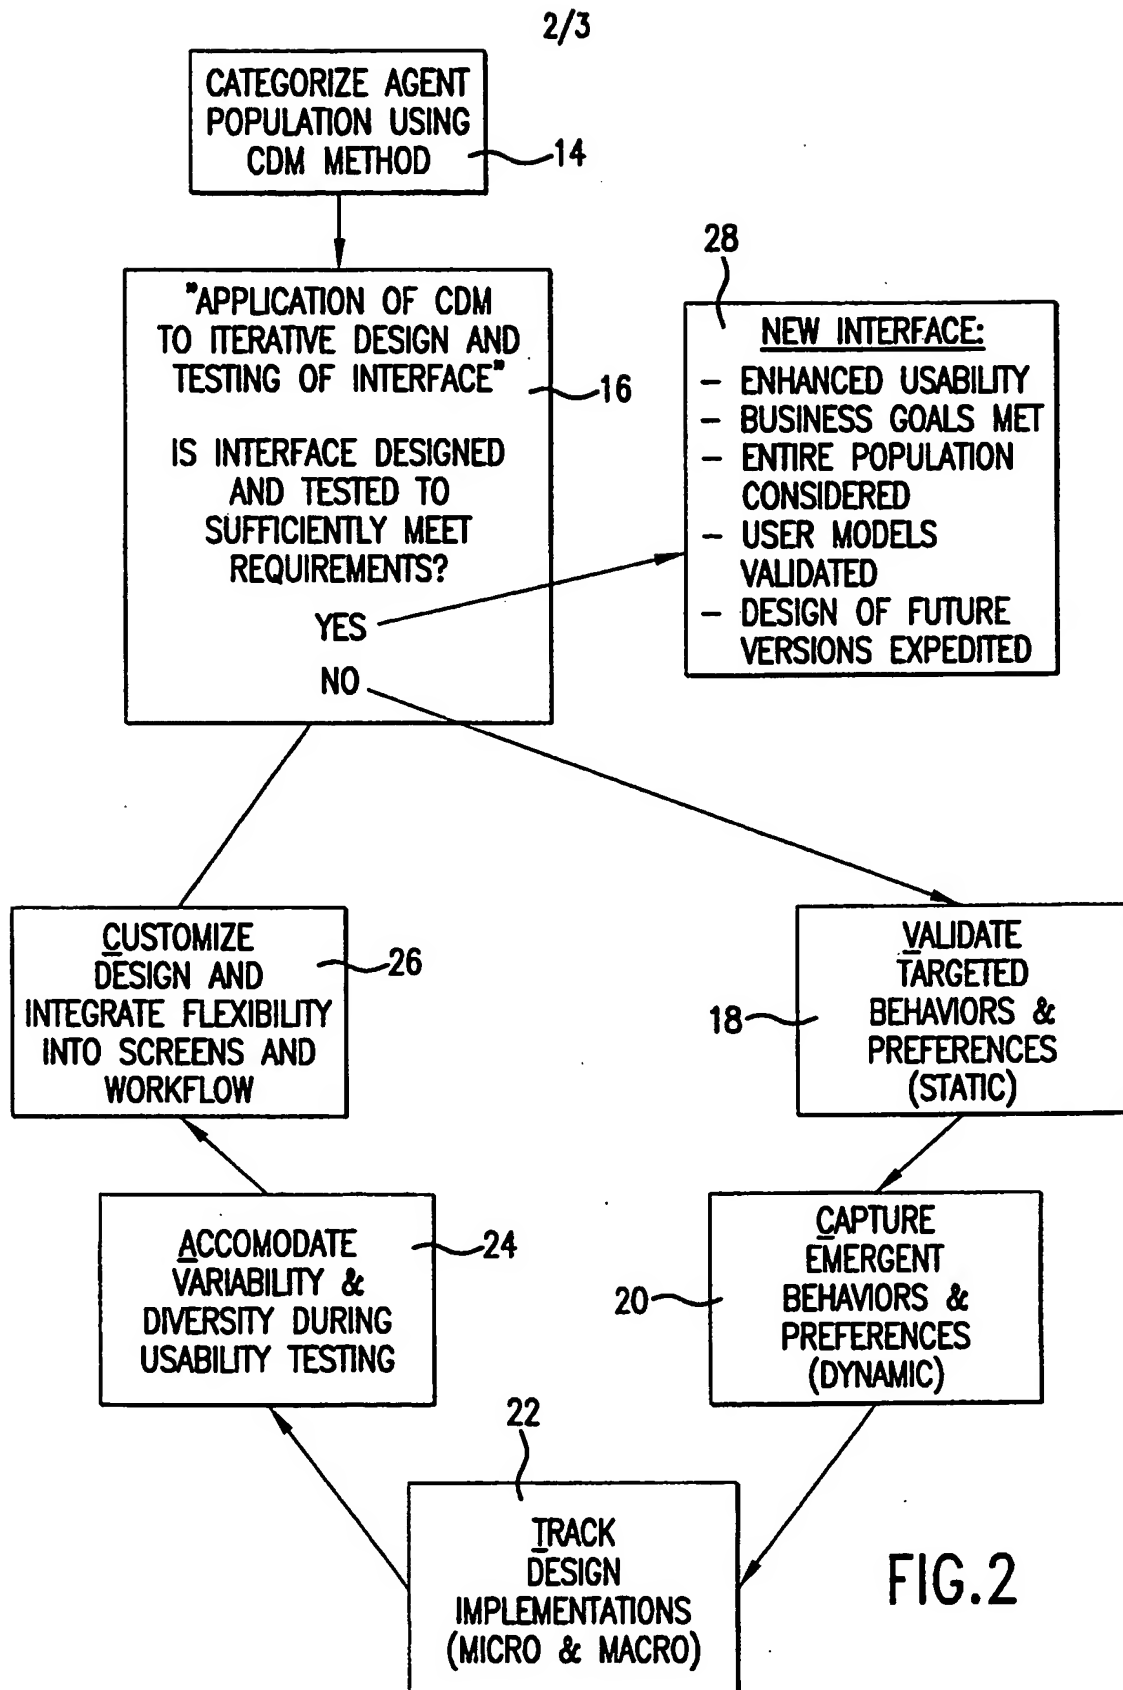 2/3
CATEGORIZE AGENT
POPULATION USING
CDM METHOD
14
"APPLICATION OF CDM
TO ITERATIVE DESIGN AND
TESTING OF INTERFACE"
16
IS INTERFACE DESIGNED
AND TESTED TO
SUFFICIENTLY MEET
REQUIREMENTS?
YES
NO
28
NEW INTERFACE:
- ENHANCED USABILITY
- BUSINESS GOALS MET
- ENTIRE POPULATION
CONSIDERED
- USER MODELS
VALIDATED
- DESIGN OF FUTURE
VERSIONS EXPEDITED
VALIDATE
TARGETED
BEHAVIORS &
PREFERENCES
(STATIC)
18
CAPTURE
EMERGENT
BEHAVIORS &
PREFERENCES
(DYNAMIC)
20
22
TRACK
DESIGN
IMPLEMENTATIONS
(MICRO & MACRO)
ACCOMODATE
VARIABILITY &
DIVERSITY DURING
USABILITY TESTING
24
CUSTOMIZE
DESIGN AND
INTEGRATE FLEXIBILITY
INTO SCREENS AND
WORKFLOW
26
FIG.2